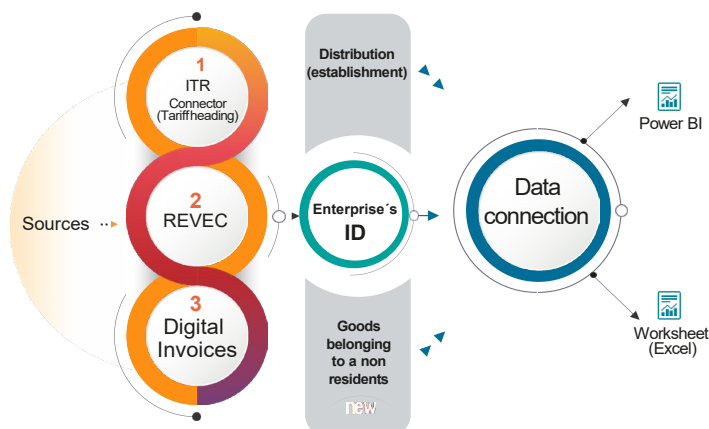 Sources
1
ITR
Connector
(Tariffheading)
2
REVEC
3
Digital
Invoices
Distribution
(establishment)
Enterprise´s
ID
Goods
belonging
to a non
residents
new
Data
connection
Power BI
Worksheet
(Excel)